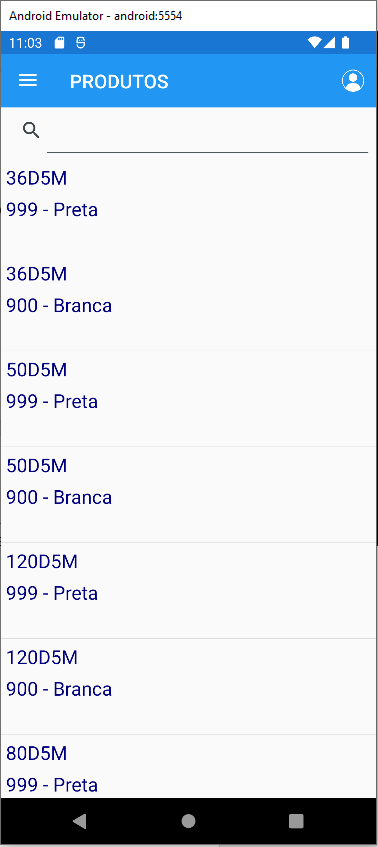 Android Emulator - android:5554
11:03
PRODUTOS
36D5M
999 - Preta
36D5M
900 - Branca
50D5M
999 - Preta
50D5M
900 - Branca
120D5M
999 - Preta
120D5M
900 - Branca
80D5M
999 - Preta